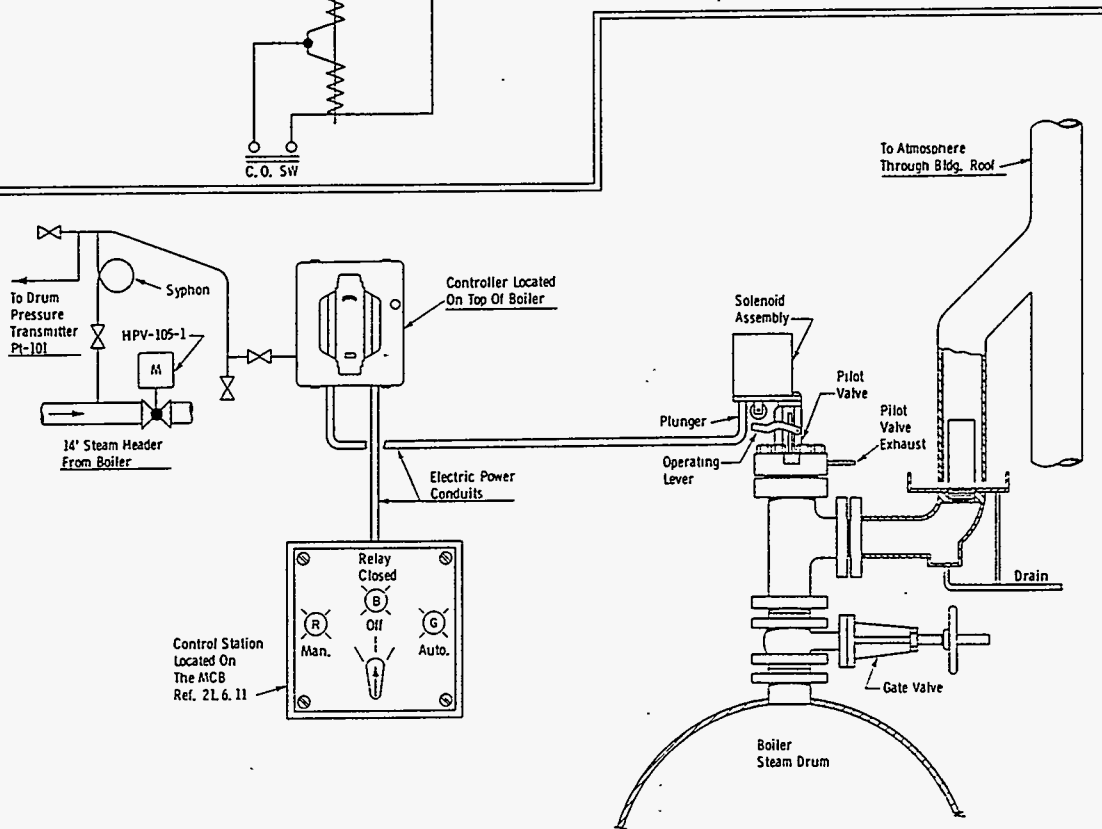 C. O. SW
To Atmosphere
Through Bldg. Roof
To Drum
Pressure
Transmitter
Pt-101
Syphon
HPV-105-1
M
14' Steam Header
From Boiler
Controller Located
On Top Of Boiler
Solenoid
Assembly
Plunger
Operating
Lever
Pilot
Valve
Pilot
Valve
Exhaust
Electric Power
Conduits
Relay
Closed
B
Off
R
Man.
G
Auto.
Control Station
Located On
The MCB
Ref. 21.6.11
Drain
Gate Valve
Boiler
Steam Drum